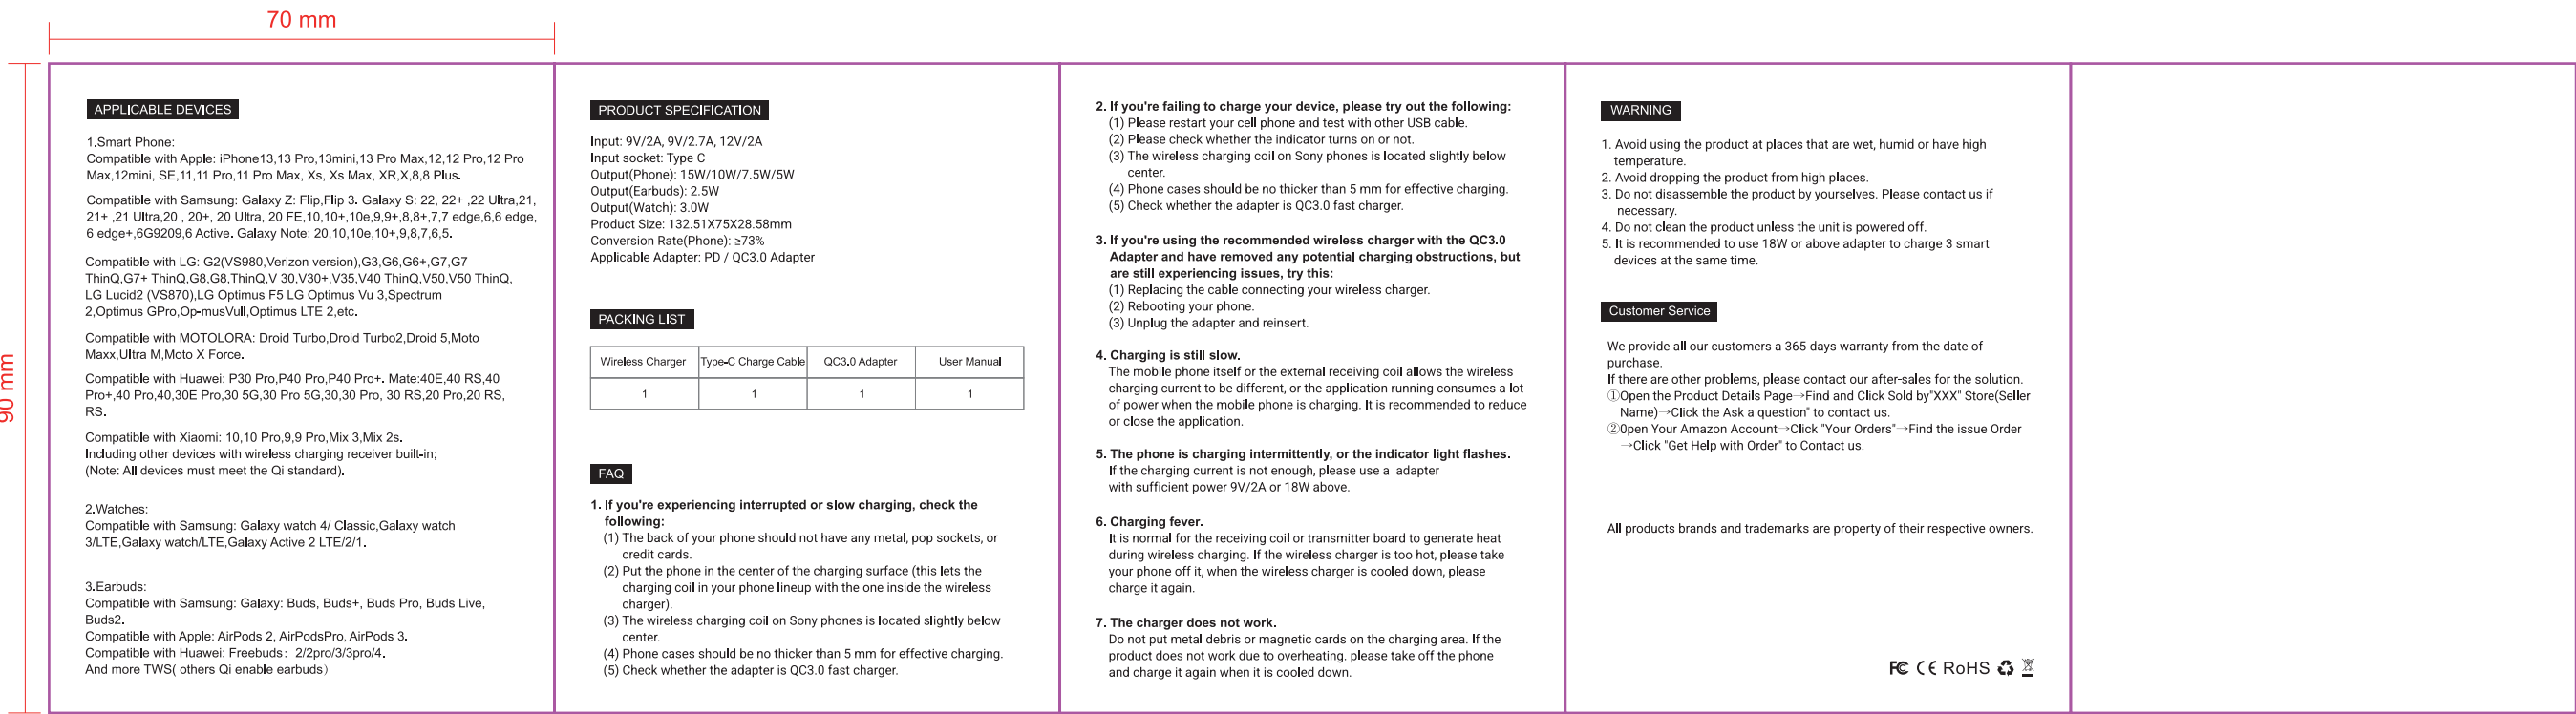 70 mm
90 mm
APPLICABLE DEVICES
1.Smart Phone:
Compatible with Apple: iPhone13,13 Pro,13mini,13 Pro Max,12,12 Pro,12 Pro
Max,12mini, SE,11,11 Pro,11 Pro Max, Xs, Xs Max, XR,X,8,8 Plus.
Compatible with Samsung: Galaxy Z: Flip,Flip 3. Galaxy S: 22, 22+ ,22 Ultra,21,
21+ ,21 Ultra,20 , 20+, 20 Ultra, 20 FE,10,10+,10e,9,9+,8,8+,7,7 edge,6,6 edge,
6 edge+,6G9209,6 Active. Galaxy Note: 20,10,10e,10+,9,8,7,6,5.
Compatible with LG: G2(VS980,Verizon version),G3,G6,G6+,G7,G7
ThinQ,G7+ ThinQ,G8,G8,ThinQ,V 30,V30+,V35,V40 ThinQ,V50,V50 ThinQ,
LG Lucid2 (VS870),LG Optimus F5 LG Optimus Vu 3,Spectrum
2,Optimus GPro,Op-musVull,Optimus LTE 2,etc.
Compatible with MOTOLORA: Droid Turbo,Droid Turbo2,Droid 5,Moto
Maxx,Ultra M,Moto X Force.
Compatible with Huawei: P30 Pro,P40 Pro,P40 Pro+. Mate:40E,40 RS,40
Pro+,40 Pro,40,30E Pro,30 5G,30 Pro 5G,30,30 Pro, 30 RS,20 Pro,20 RS,
RS.
Compatible with Xiaomi: 10,10 Pro,9,9 Pro,Mix 3,Mix 2s.
Including other devices with wireless charging receiver built-in;
(Note: All devices must meet the Qi standard).
2.Watches:
Compatible with Samsung: Galaxy watch 4/ Classic,Galaxy watch
3/LTE,Galaxy watch/LTE,Galaxy Active 2 LTE/2/1.
3.Earbuds:
Compatible with Samsung: Galaxy: Buds, Buds+, Buds Pro, Buds Live,
Buds2.
Compatible with Apple: AirPods 2, AirPodsPro, AirPods 3.
Compatible with Huawei: Freebuds：2/2pro/3/3pro/4.
And more TWS( others Qi enable earbuds）
PRODUCT SPECIFICATION
Input: 9V/2A, 9V/2.7A, 12V/2A
Input socket: Type-C
Output(Phone): 15W/10W/7.5W/5W
Output(Earbuds): 2.5W
Output(Watch): 3.0W
Product Size: 132.51X75X28.58mm
Conversion Rate(Phone): ≥73%
Applicable Adapter: PD / QC3.0 Adapter
PACKING LIST
Wireless Charger Type-C Charge Cable QC3.0 Adapter User Manual
1 1 1 1
FAQ
1. If you're experiencing interrupted or slow charging, check the
following:
(1) The back of your phone should not have any metal, pop sockets, or
credit cards.
(2) Put the phone in the center of the charging surface (this lets the
charging coil in your phone lineup with the one inside the wireless
charger).
(3) The wireless charging coil on Sony phones is located slightly below
center.
(4) Phone cases should be no thicker than 5 mm for effective charging.
(5) Check whether the adapter is QC3.0 fast charger.
2. If you're failing to charge your device, please try out the following:
(1) Please restart your cell phone and test with other USB cable.
(2) Please check whether the indicator turns on or not.
(3) The wireless charging coil on Sony phones is located slightly below
center.
(4) Phone cases should be no thicker than 5 mm for effective charging.
(5) Check whether the adapter is QC3.0 fast charger.
3. If you're using the recommended wireless charger with the QC3.0
Adapter and have removed any potential charging obstructions, but
are still experiencing issues, try this:
(1) Replacing the cable connecting your wireless charger.
(2) Rebooting your phone.
(3) Unplug the adapter and reinsert.
4. Charging is still slow.
The mobile phone itself or the external receiving coil allows the wireless
charging current to be different, or the application running consumes a lot
of power when the mobile phone is charging. It is recommended to reduce
or close the application.
5. The phone is charging intermittently, or the indicator light flashes.
If the charging current is not enough, please use a  adapter
with sufficient power 9V/2A or 18W above.
6. Charging fever.
It is normal for the receiving coil or transmitter board to generate heat
during wireless charging. If the wireless charger is too hot, please take
your phone off it, when the wireless charger is cooled down, please
charge it again.
7. The charger does not work.
Do not put metal debris or magnetic cards on the charging area. If the
product does not work due to overheating. please take off the phone
and charge it again when it is cooled down.
WARNING
1. Avoid using the product at places that are wet, humid or have high
temperature.
2. Avoid dropping the product from high places.
3. Do not disassemble the product by yourselves. Please contact us if
necessary.
4. Do not clean the product unless the unit is powered off.
5. It is recommended to use 18W or above adapter to charge 3 smart
devices at the same time.
Customer Service
We provide all our customers a 365-days warranty from the date of
purchase.
If there are other problems, please contact our after-sales for the solution.
①Open the Product Details Page→Find and Click Sold by"XXX" Store(Seller
Name)→Click the Ask a question" to contact us.
②0pen Your Amazon Account→Click "Your Orders"→Find the issue Order
→Click "Get Help with Order" to Contact us.
All products brands and trademarks are property of their respective owners.
FC CE RoHS